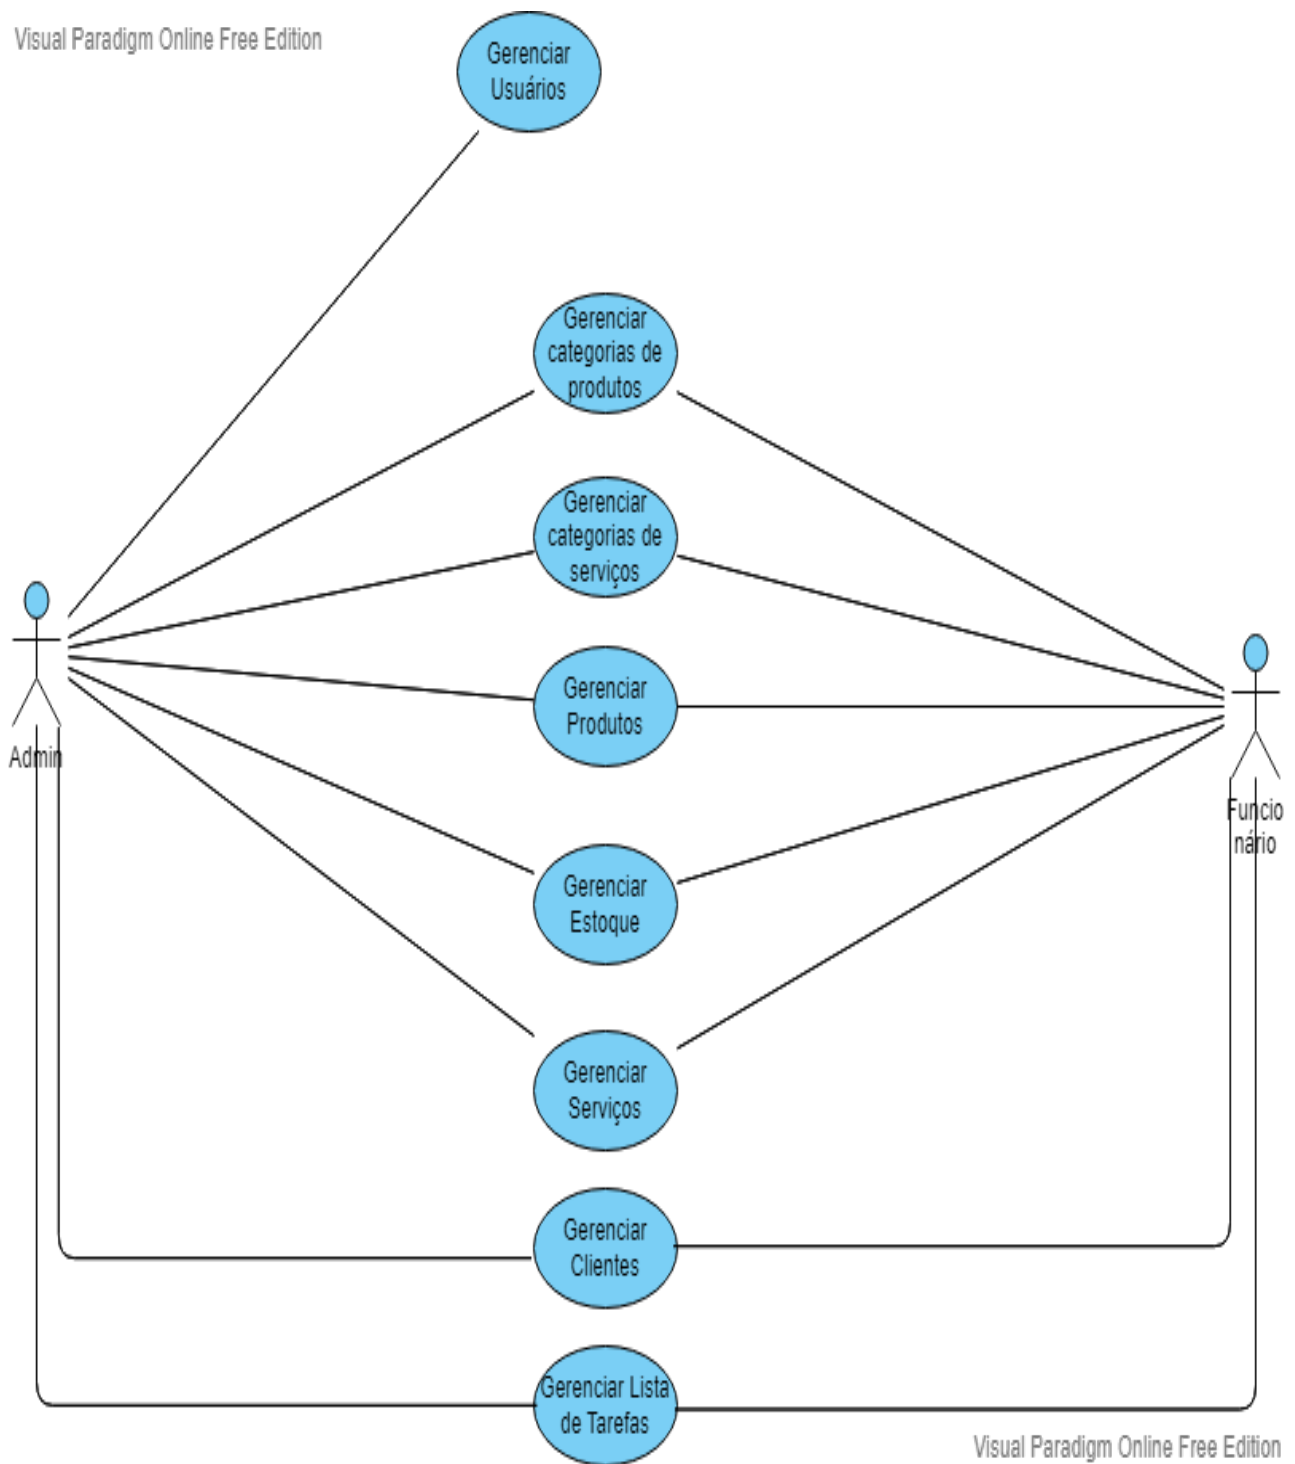 Visual Paradigm Online Free Edition
Gerenciar
Usuários
Gerenciar
categorias de
produtos
Gerenciar
categorias de
serviços
Gerenciar
Produtos
Admin
Funcio
nário
Gerenciar
Estoque
Gerenciar
Serviços
Gerenciar
Clientes
Gerenciar Lista
de Tarefas
Visual Paradigm Online Free Edition